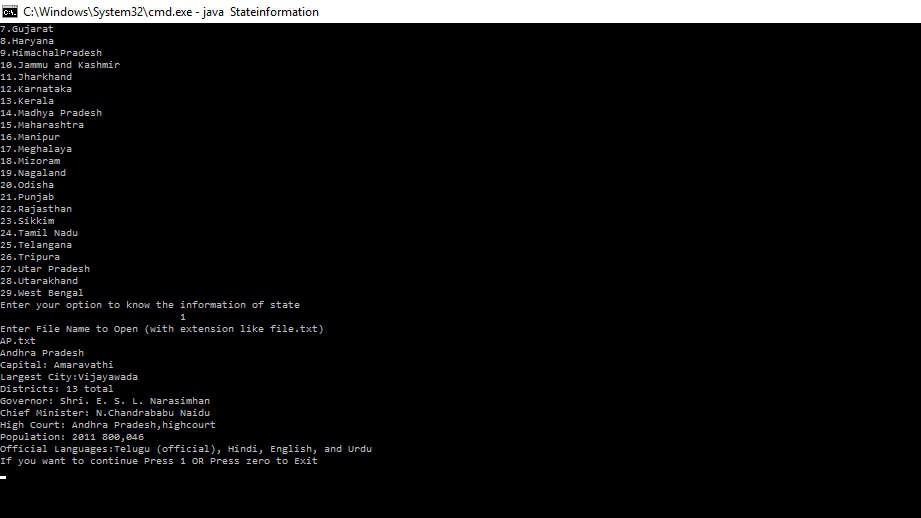 C:\Windows\System32\cmd.exe - java Stateinformation
7.Gujarat
8.Haryana
9.HimachalPradesh
10.Jammu and Kashmir
11.Jharkhand
12.Karnataka
13.Kerala
14.Madhya Pradesh
15.Maharashtra
16.Manipur
17.Meghalaya
18.Mizoram
19.Nagaland
20.Odisha
21.Punjab
22.Rajasthan
23.Sikkim
24.Tamil Nadu
25.Telangana
26.Tripura
27.Utar Pradesh
28.Utarakhand
29.West Bengal
Enter your option to know the information of state
1
Enter File Name to Open (with extension like file.txt)
AP.txt
Andhra Pradesh
Capital: Amaravathi
Largest City:Vijayawada
Districts: 13 total
Governor: Shri. E. S. L. Narasimhan
Chief Minister: N.Chandrababu Naidu
High Court: Andhra Pradesh,highcourt
Population: 2011 800,046
Official Languages:Telugu (official), Hindi, English, and Urdu
If you want to continue Press 1 OR Press zero to Exit